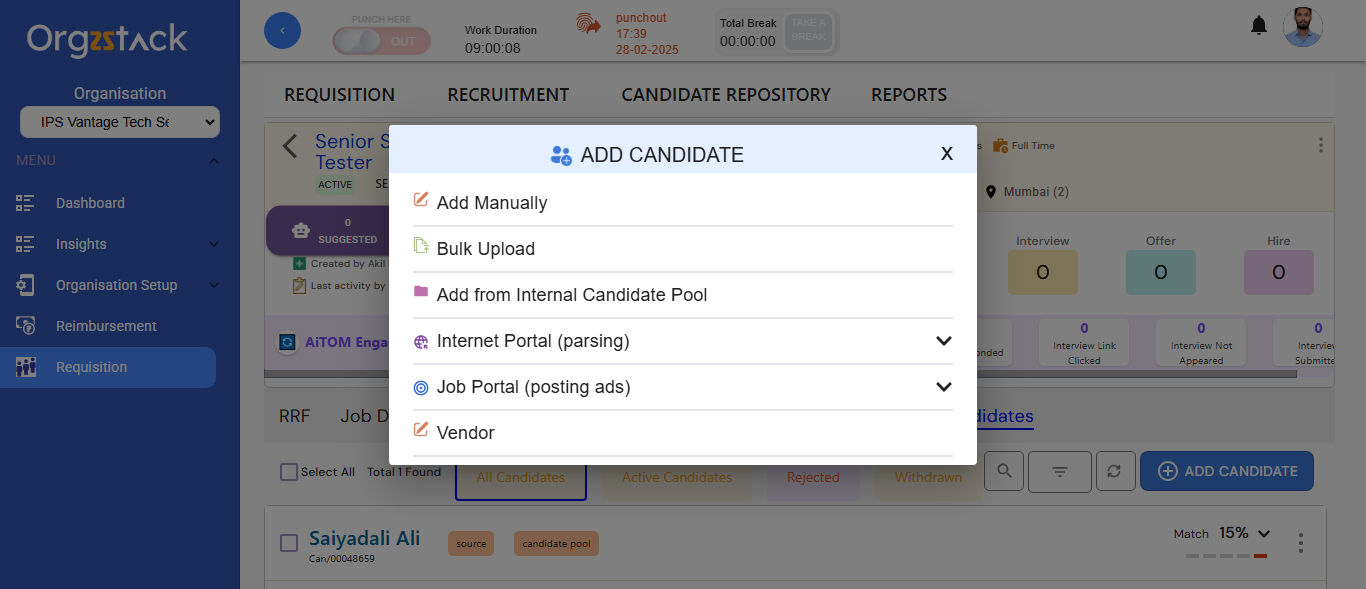 Orgzstack
Organisation
IPS Vantage Tech Se
MENU
Dashboard
Insights
Organisation Setup
Reimbursement
Requisition
PUNCH HERE
OUT
Work Duration
09:00:08
punchout
17:39
28-02-2025
Total Break
00:00:00
TAKE A
BREAK
REQUISITION
RECRUITMENT
CANDIDATE REPOSITORY
REPORTS
Senior S
Tester
ACTIVE
SE
Full Time
Mumbai (2)
0
SUGGESTED
Created by Akil
Last activity by
Interview
Offer
Hire
0
0
0
AiTOM Enga
nded
0
Interview Link
Clicked
0
Interview Not
Appeared
0
Interview
Submitte
ADD CANDIDATE
X
Add Manually
Bulk Upload
Add from Internal Candidate Pool
Internet Portal (parsing)
Job Portal (posting ads)
Vendor
RRF
Job D
didates
Select All
Total 1 Found
All Candidates
Active Candidates
Rejected
Withdrawn
ADD CANDIDATE
Saiyadali Ali
Can/00048659
source
candidate pool
Match
15%